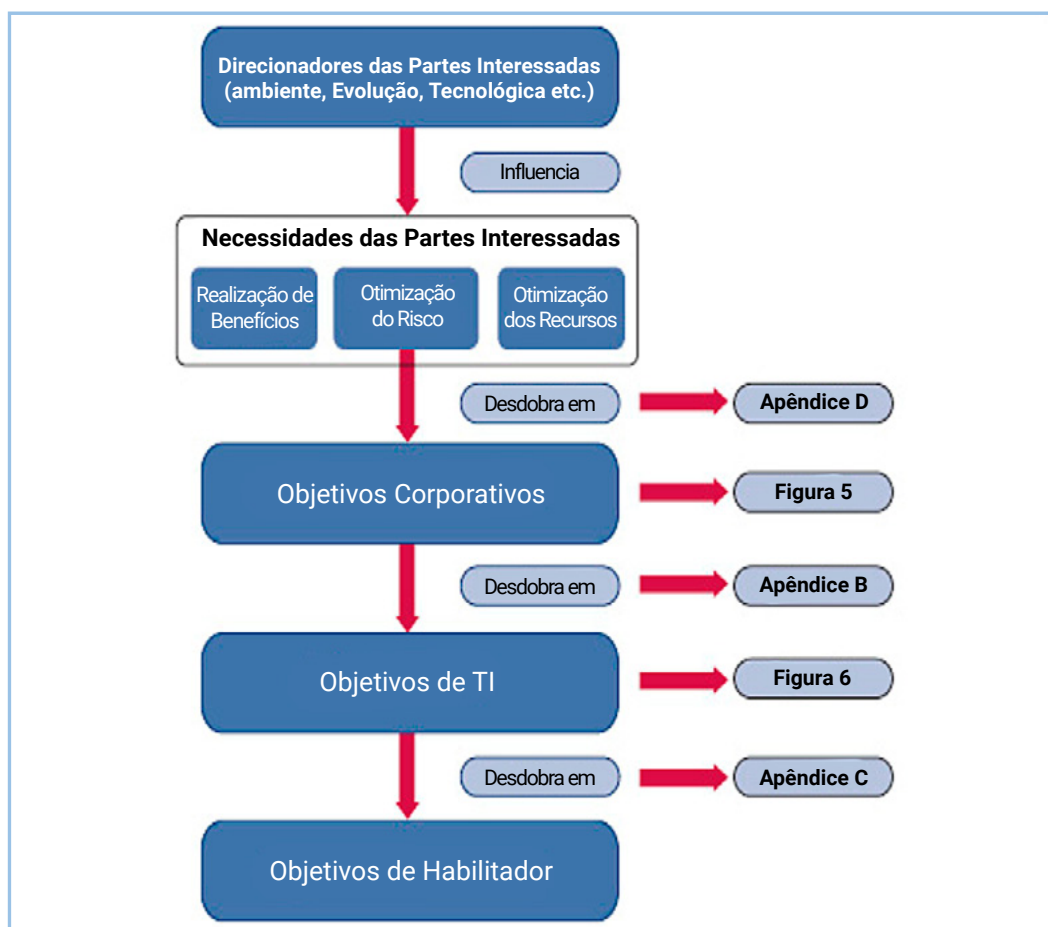 Direcionadores das Partes Interessadas
(ambiente, Evolução, Tecnológica etc.)
Influencia
Necessidades das Partes Interessadas
Realização de
Benefícios
Otimização
do Risco
Otimização
dos Recursos
Desdobra em
Apêndice D
Objetivos Corporativos
Figura 5
Desdobra em
Apêndice B
Objetivos de TI
Figura 6
Desdobra em
Apêndice C
Objetivos de Habilitador